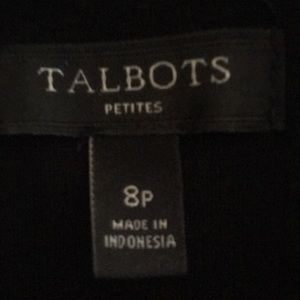 TALBOTS
PETITES
8P
MADE IN
INDONESIA